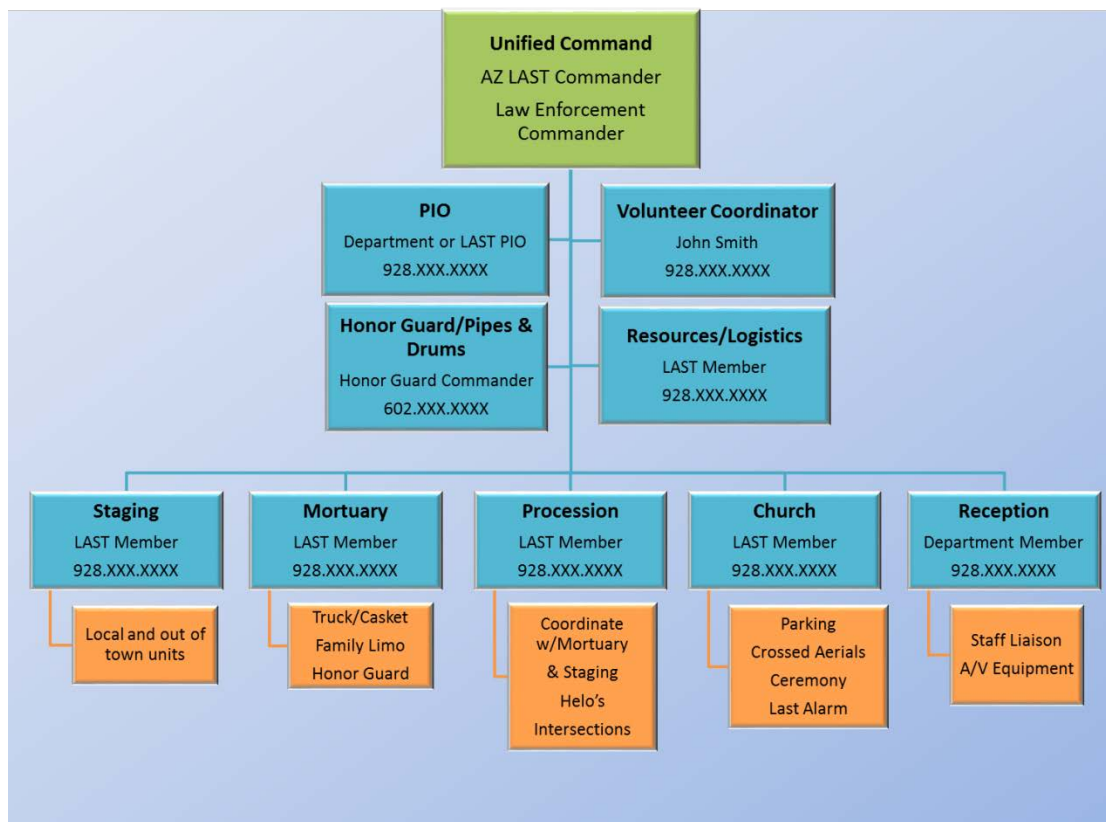 Unified Command
AZ LAST Commander
Law Enforcement
Commander
PIO
Department or LAST PIO
928.XXX.XXXX
Volunteer Coordinator
John Smith
928.XXX.XXXX
Honor Guard/Pipes &
Drums
Honor Guard Commander
602.XXX.XXXX
Resources/Logistics
LAST Member
928.XXX.XXXX
Staging
LAST Member
928.XXX.XXXX
Local and out of
town units
Mortuary
LAST Member
928.XXX.XXXX
Truck/Casket
Family Limo
Honor Guard
Procession
LAST Member
928.XXX.XXXX
Coordinate
w/Mortuary
& Staging
Helo's
Intersections
Church
LAST Member
928.XXX.XXXX
Parking
Crossed Aerials
Ceremony
Last Alarm
Reception
Department Member
928.XXX.XXXX
Staff Liaison
A/V Equipment